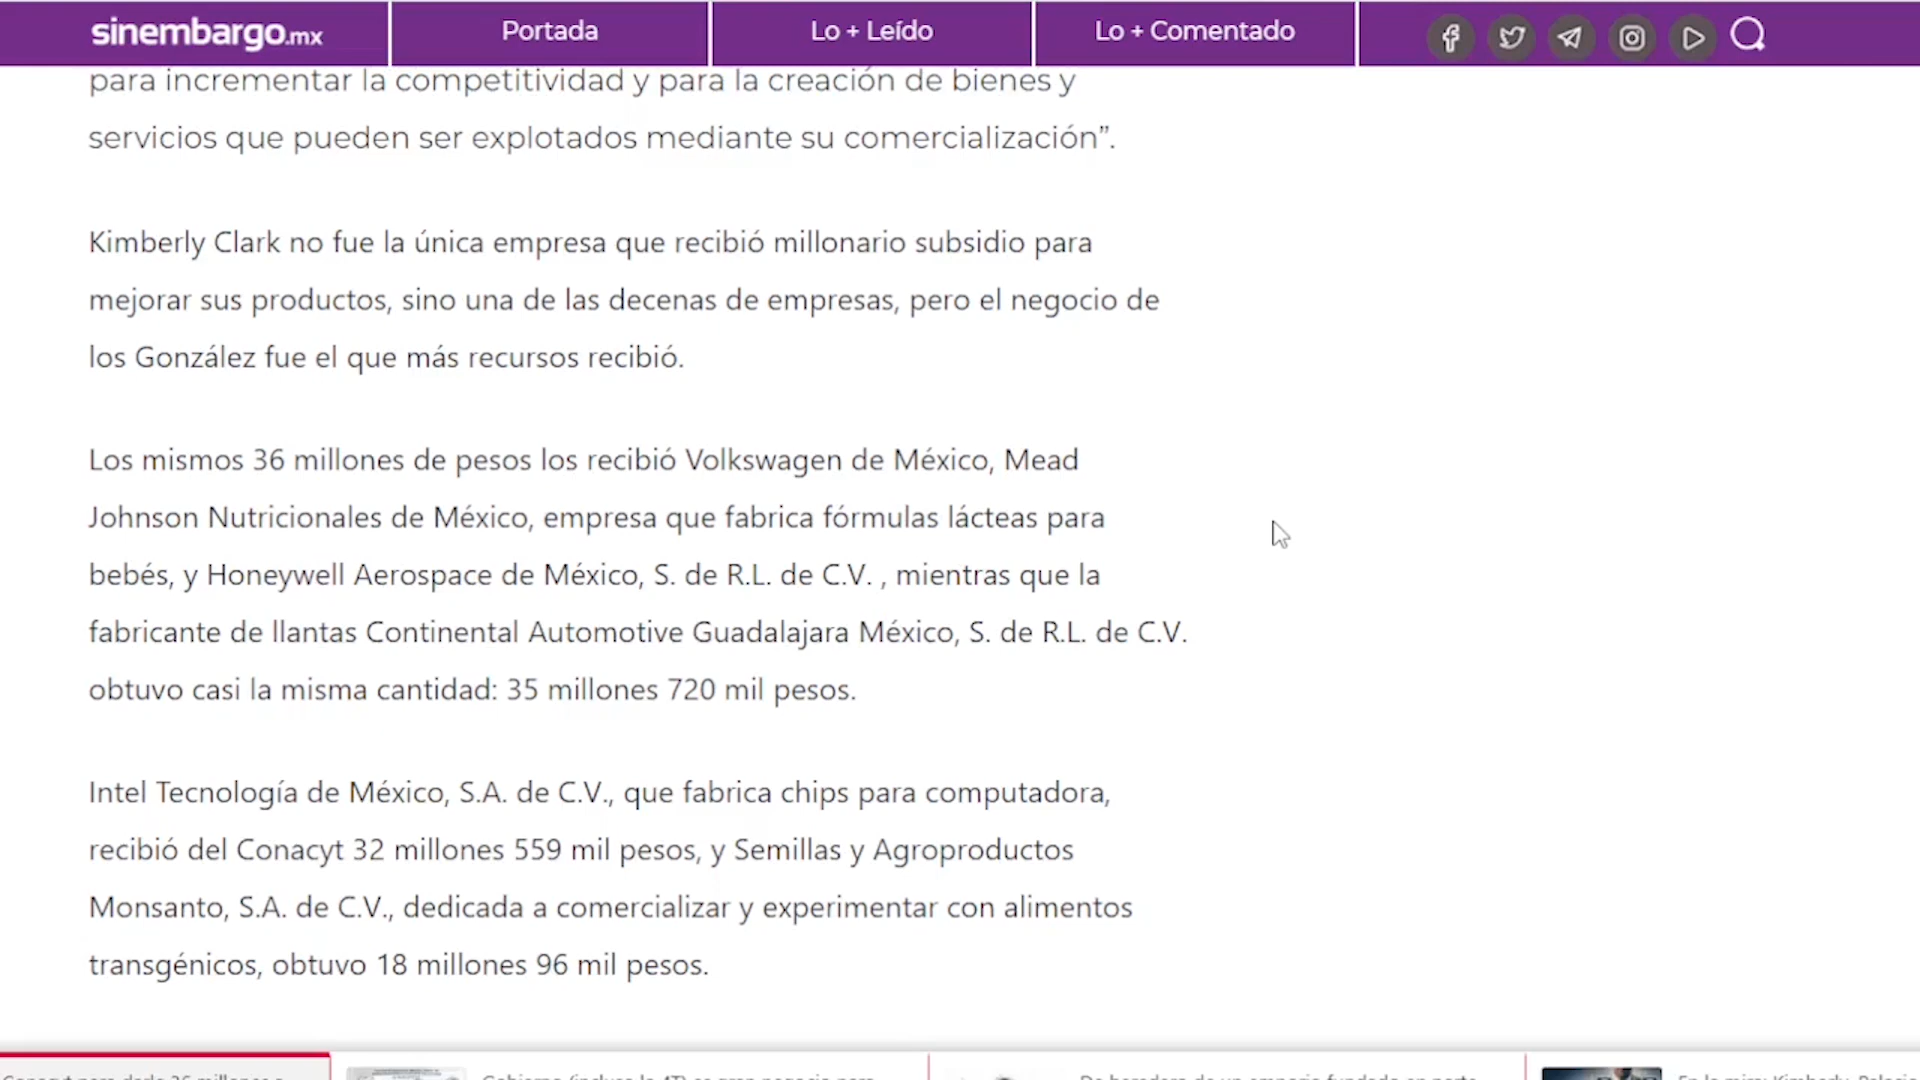 sinembargo.mx
Portada
Lo + Leído
Lo + Comentado
para incrementar la competitividad y para la creación de bienes y
servicios que pueden ser explotados mediante su comercialización”.
Kimberly Clark no fue la única empresa que recibió millonario subsidio para
mejorar sus productos, sino una de las decenas de empresas, pero el negocio de
los González fue el que más recursos recibió.
Los mismos 36 millones de pesos los recibió Volkswagen de México, Mead
Johnson Nutricionales de México, empresa que fabrica fórmulas lácteas para
bebés, y Honeywell Aerospace de México, S. de R.L. de C.V. , mientras que la
fabricante de llantas Continental Automotive Guadalajara México, S. de R.L. de C.V.
obtuvo casi la misma cantidad: 35 millones 720 mil pesos.
Intel Tecnología de México, S.A. de C.V., que fabrica chips para computadora,
recibió del Conacyt 32 millones 559 mil pesos, y Semillas y Agroproductos
Monsanto, S.A. de C.V., dedicada a comercializar y experimentar con alimentos
transgénicos, obtuvo 18 millones 96 mil pesos.